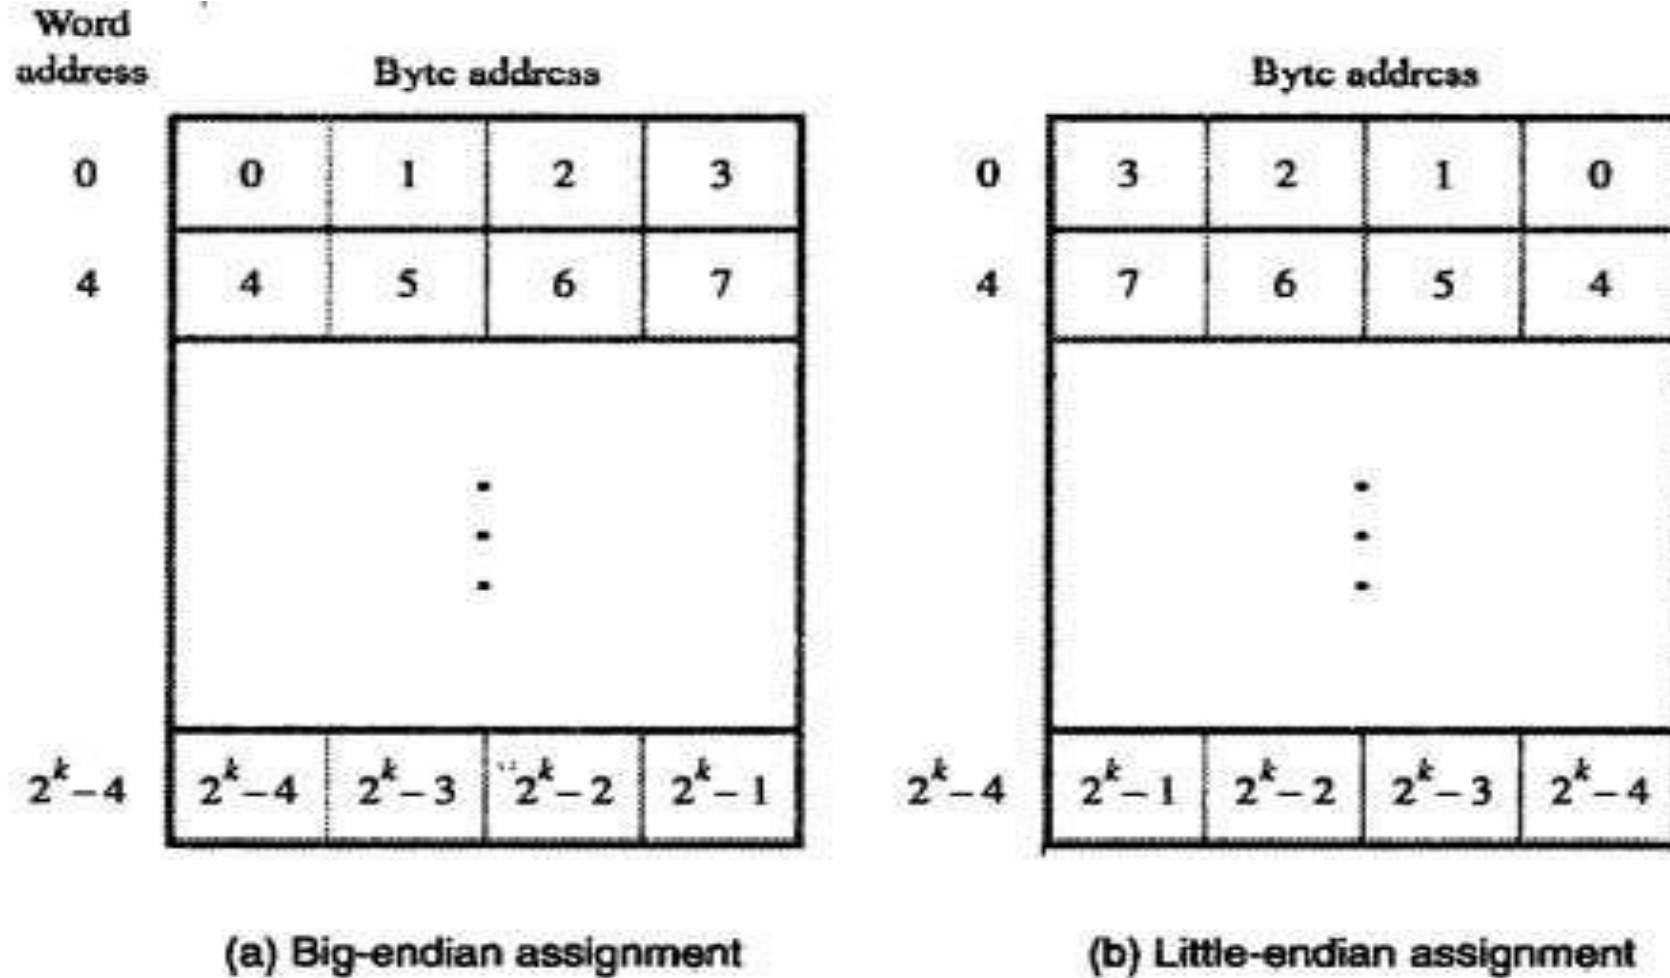 Word
address
Byte address
0 0 1 2 3
4 4 5 6 7
2^k-4 2^k-4 2^k-3 2^k-2 2^k-1
(a) Big-endian assignment
Byte address
0 3 2 1 0
4 7 6 5 4
2^k-4 2^k-1 2^k-2 2^k-3 2^k-4
(b) Little-endian assignment